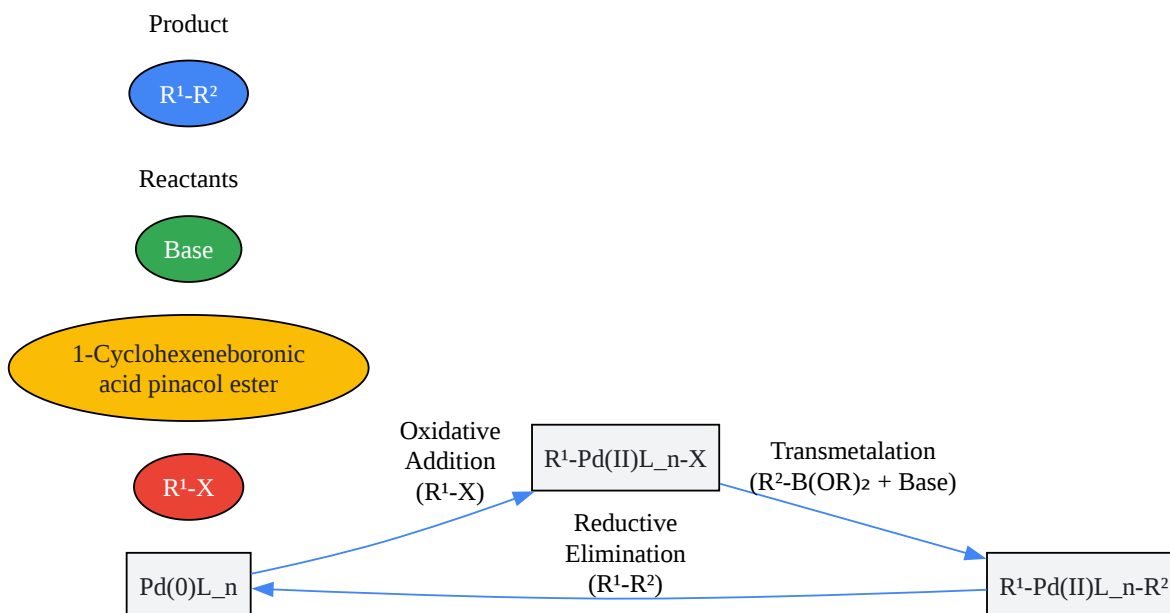 Product
R¹-R²
Reactants
Base
1-Cyclohexeneboronic
acid pinacol ester
R¹-X
Oxidative
Addition
(R¹-X)
R¹-Pd(II)L_n-X
Transmetalation
(R²-B(OR)₂ + Base)
Reductive
Elimination
(R¹-R²)
Pd(0)L_n
R¹-Pd(II)L_n-R²